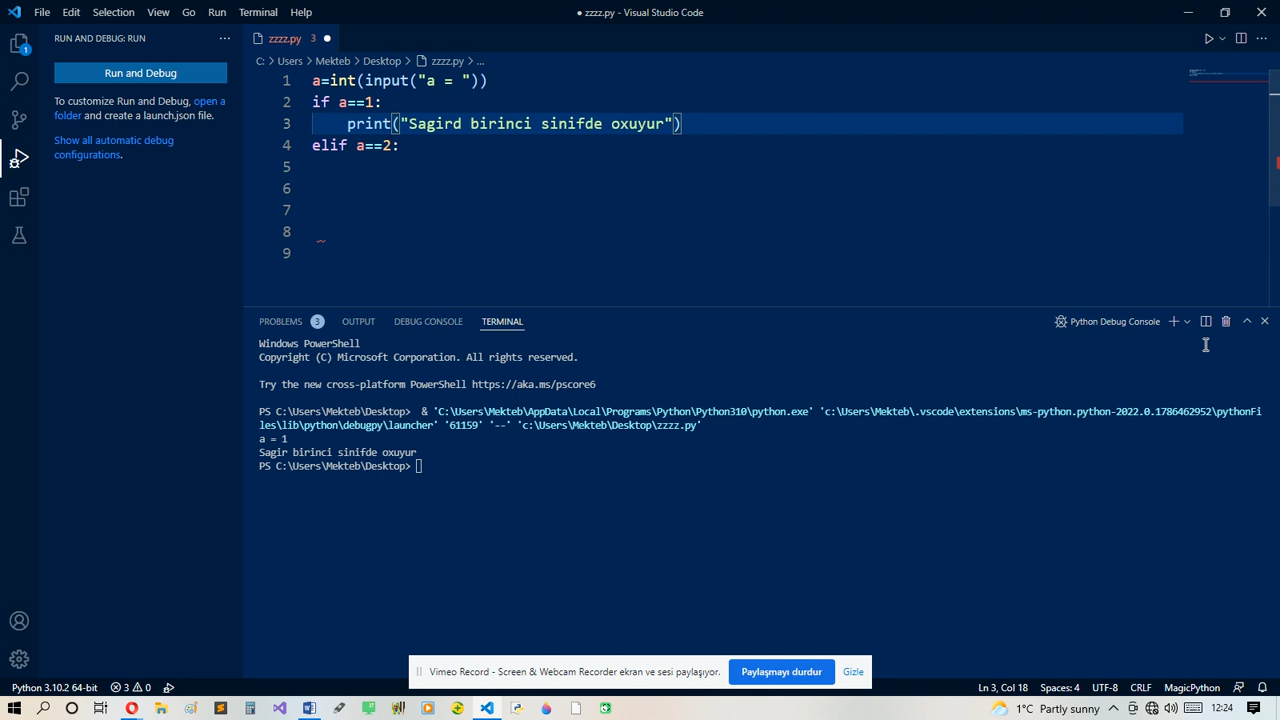 File Edit Selection View Go Run Terminal Help
● zzzz.py - Visual Studio Code
RUN AND DEBUG: RUN ···
Run and Debug
To customize Run and Debug, open a
folder and create a launch.json file.
Show all automatic debug
configurations.
1
zzzz.py 3
C: > Users > Mekteb > Desktop > zzzz.py > ...
1 a=int(input("a = "))
2 if a==1:
3 print("Sagird birinci sinifde oxuyur")
4 elif a==2:
5
6
7
8
9
PROBLEMS 3 OUTPUT DEBUG CONSOLE TERMINAL
Python Debug Console
Windows PowerShell
Copyright (C) Microsoft Corporation. All rights reserved.
Try the new cross-platform PowerShell https://aka.ms/pscore6
PS C:\Users\Mekteb\Desktop>  & 'C:\Users\Mekteb\AppData\Local\Programs\Python\Python310\python.exe' 'c:\Users\Mekteb\.vscode\extensions\ms-python.python-2022.0.1786462952\pythonFi
les\lib\python\debugpy\launcher' '61159' '--' 'c:\Users\Mekteb\Desktop\zzzz.py'
a = 1
Sagir birinci sinifde oxuyur
PS C:\Users\Mekteb\Desktop>
Vimeo Record - Screen & Webcam Recorder ekran ve sesi paylaşıyor. Paylaşmayı durdur Gizle
Python 3.10.2 64-bit 3 0
Ln 3, Col 18 Spaces: 4 UTF-8 CRLF MagicPython
1°C Partly sunny 12:24